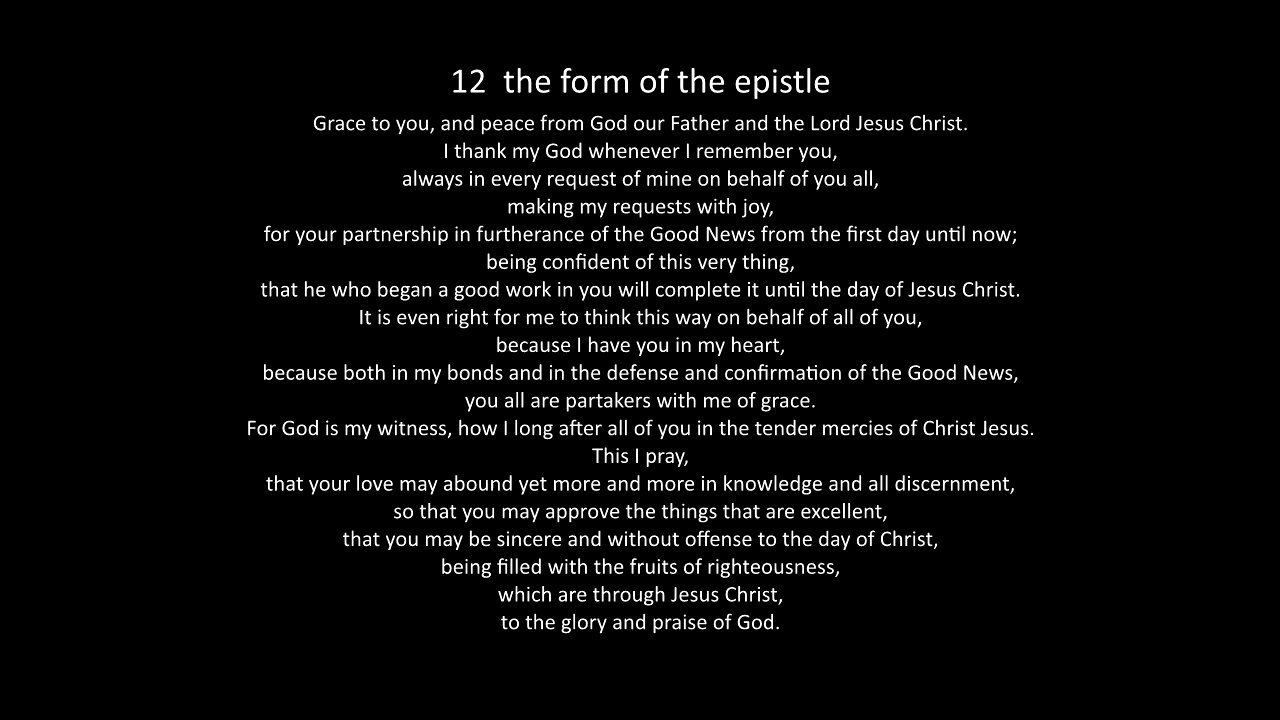 12  the form of the epistle
Grace to you, and peace from God our Father and the Lord Jesus Christ.
I thank my God whenever I remember you,
always in every request of mine on behalf of you all,
making my requests with joy,
for your partnership in furtherance of the Good News from the first day until now;
being confident of this very thing,
that he who began a good work in you will complete it until the day of Jesus Christ.
It is even right for me to think this way on behalf of all of you,
because I have you in my heart,
because both in my bonds and in the defense and confirmation of the Good News,
you all are partakers with me of grace.
For God is my witness, how I long after all of you in the tender mercies of Christ Jesus.
This I pray,
that your love may abound yet more and more in knowledge and all discernment,
so that you may approve the things that are excellent,
that you may be sincere and without offense to the day of Christ,
being filled with the fruits of righteousness,
which are through Jesus Christ,
to the glory and praise of God.